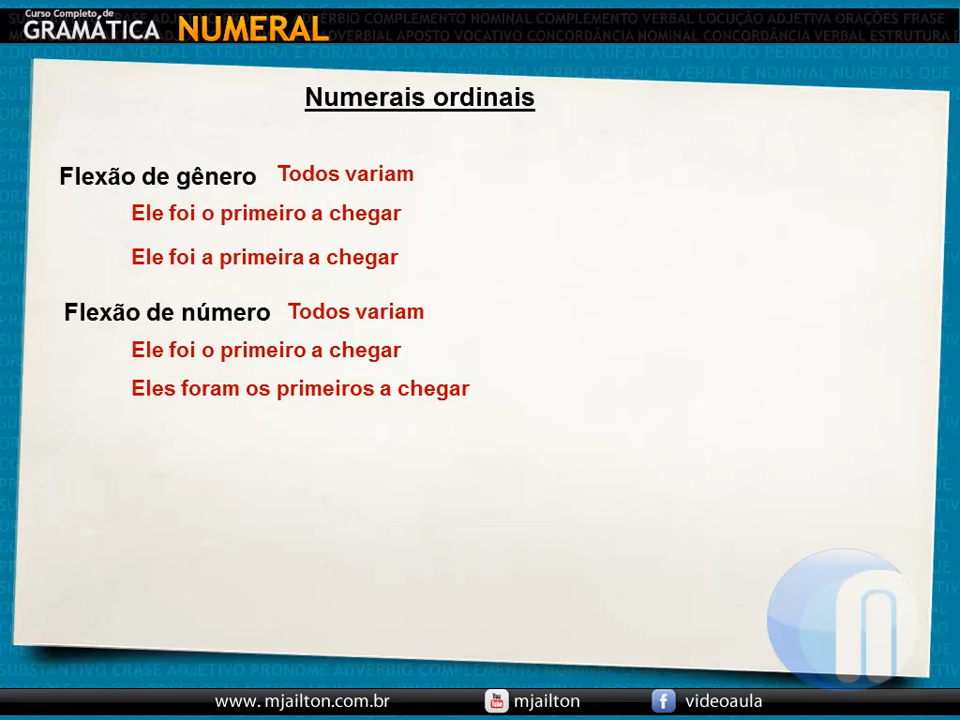 Curso Completo de
GRAMÁTICA NUMERAL
Numerais ordinais
Flexão de gênero Todos variam
Ele foi o primeiro a chegar
Ele foi a primeira a chegar
Flexão de número Todos variam
Ele foi o primeiro a chegar
Eles foram os primeiros a chegar
www.mjailton.com.br mjailton videoaula